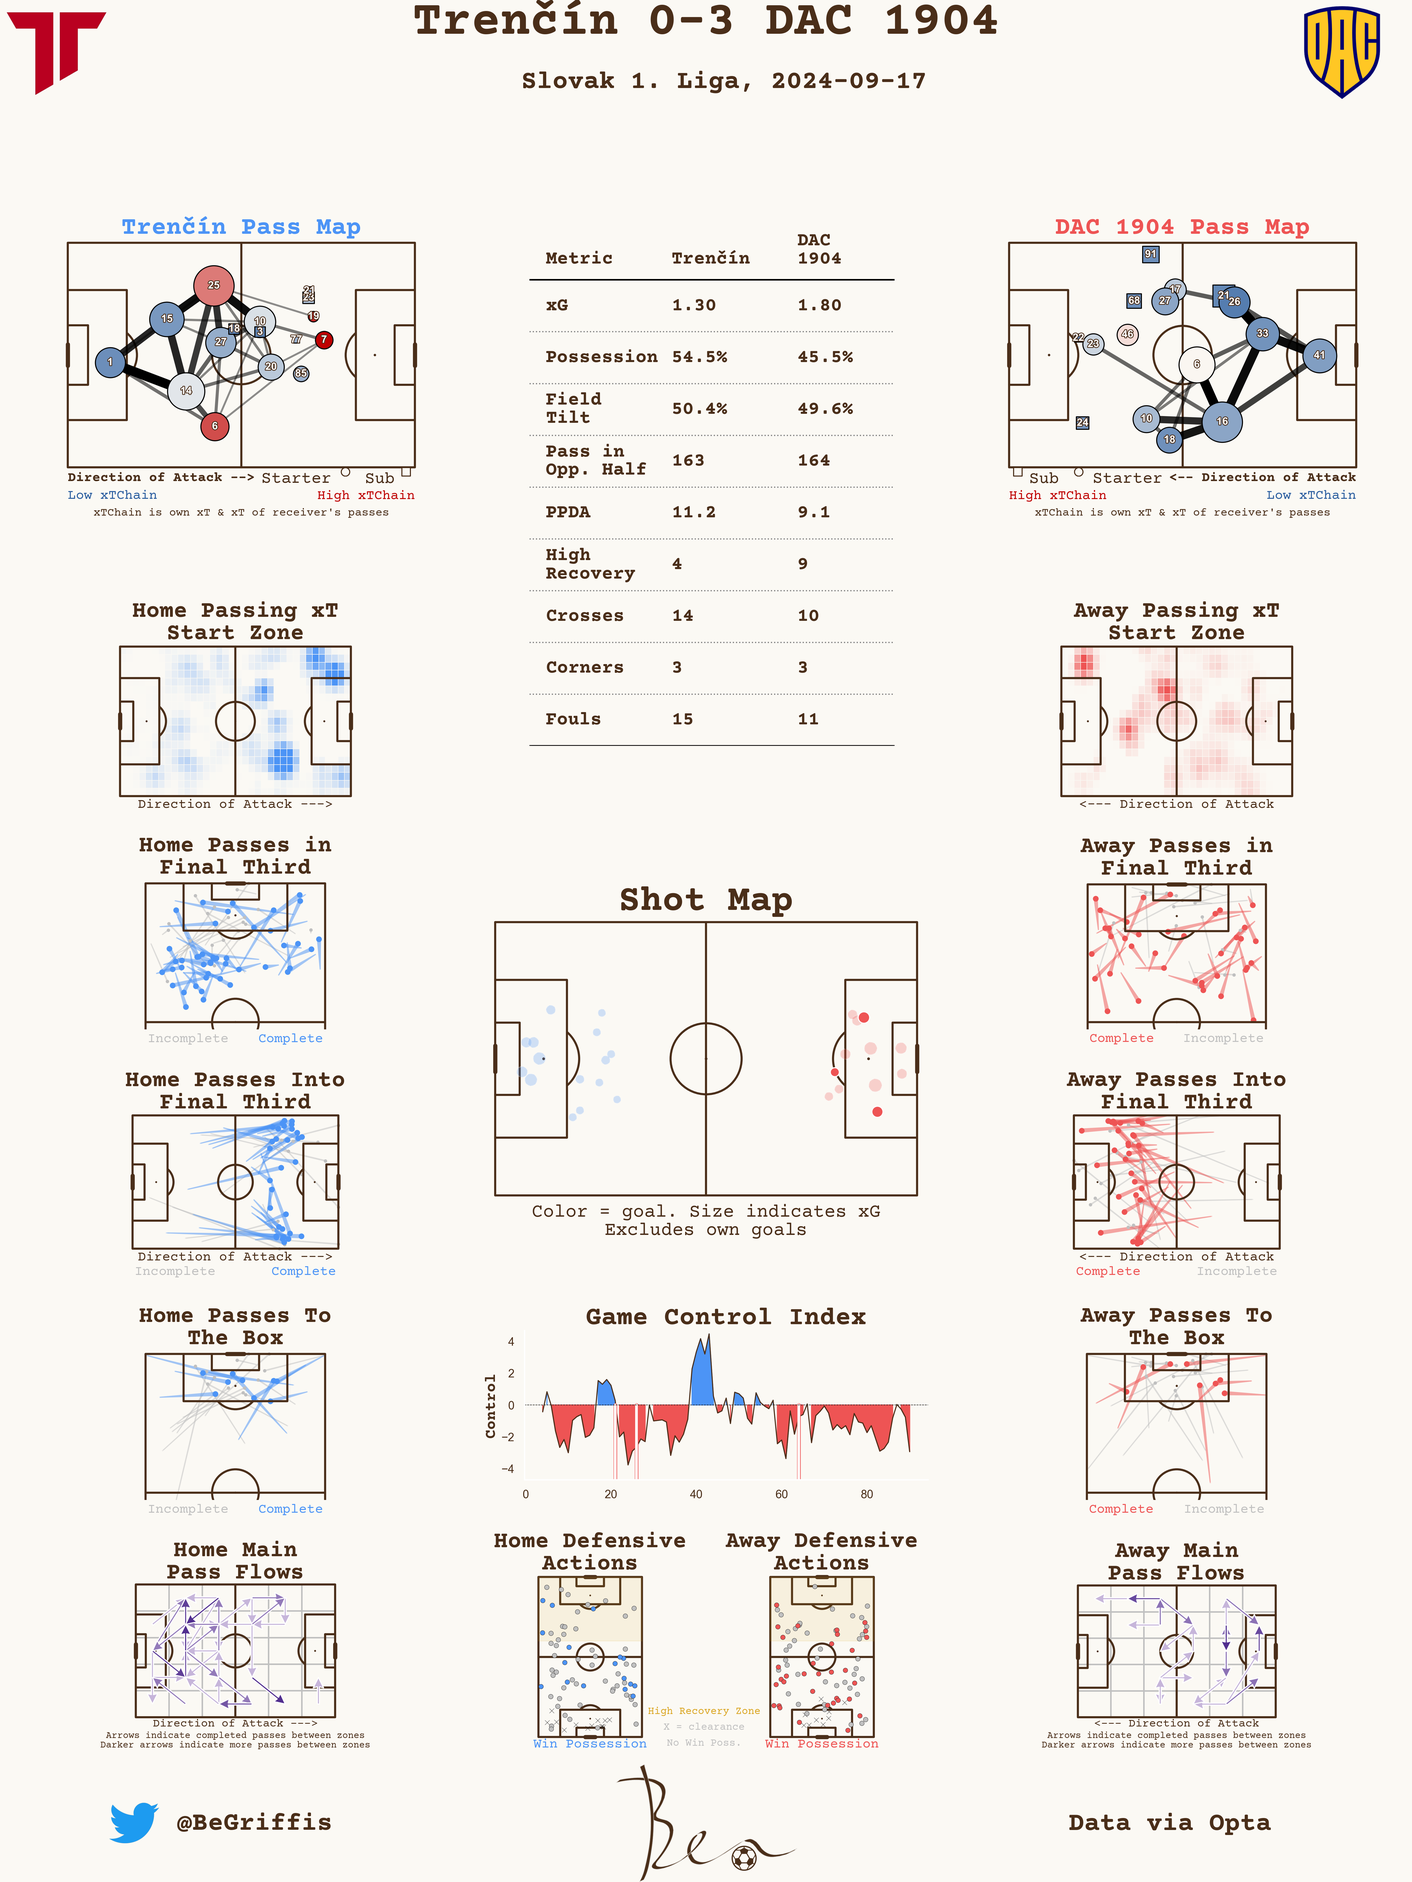 Trenčín 0-3 DAC 1904
Slovak 1. Liga, 2024-09-17
DAC
Trenčín Pass Map
25
15
18
10
3
27
1
14
20
6
85
77
7
19
21
23
Direction of Attack --> Starter Sub
Low xTChain High xTChain
xTChain is own xT & xT of receiver's passes
Metric Trenčín DAC 1904
xG 1.30 1.80
Possession 54.5% 45.5%
Field Tilt 50.4% 49.6%
Pass in Opp. Half 163 164
PPDA 11.2 9.1
High Recovery 4 9
Crosses 14 10
Corners 3 3
Fouls 15 11
DAC 1904 Pass Map
91
17
27
68
21
26
46
22
23
33
41
6
10
16
18
24
Sub Starter <-- Direction of Attack
High xTChain Low xTChain
xTChain is own xT & xT of receiver's passes
Home Passing xT
Start Zone
Direction of Attack --->
Away Passing xT
Start Zone
<--- Direction of Attack
Home Passes in
Final Third
Incomplete Complete
Away Passes in
Final Third
Complete Incomplete
Shot Map
Color = goal. Size indicates xG
Excludes own goals
Home Passes Into
Final Third
Direction of Attack --->
Incomplete Complete
Away Passes Into
Final Third
<--- Direction of Attack
Complete Incomplete
Home Passes To
The Box
Incomplete Complete
Game Control Index
Control
4
2
0
−2
−4
0 20 40 60 80
Away Passes To
The Box
Complete Incomplete
Home Main
Pass Flows
Direction of Attack --->
Arrows indicate completed passes between zones
Darker arrows indicate more passes between zones
Home Defensive
Actions
Win Possession
Away Defensive
Actions
Win Possession
High Recovery Zone
X = clearance
No Win Poss.
Away Main
Pass Flows
<--- Direction of Attack
Arrows indicate completed passes between zones
Darker arrows indicate more passes between zones
@BeGriffis
Ben
Data via Opta